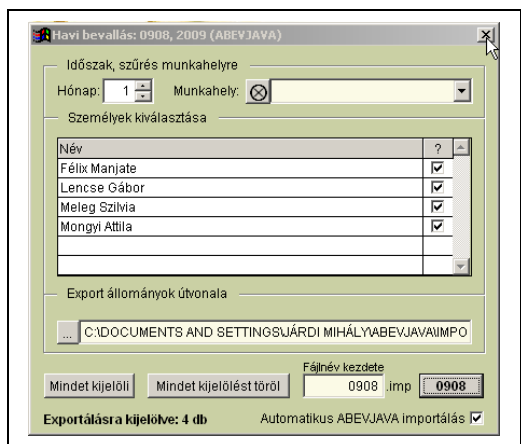 Havi bevallás: 0908, 2009 (ABEVJAVA)
Időszak, szűrés munkahelyre
Hónap: 1 Munkahely:
Személyek kiválasztása
Név ?
Félix Manjate
Lencse Gábor
Meleg Szilvia
Mongyi Attila
Export állományok útvonala
... C:\DOCUMENTS AND SETTINGS\JÁRDI MIHÁLY\ABEVJAVA\IMPO
Fájlnév kezdete
Mindet kijelöli Mindet kijelölést töröl 0908 .imp 0908
Exportálásra kijelölve: 4 db Automatikus ABEVJAVA importálás